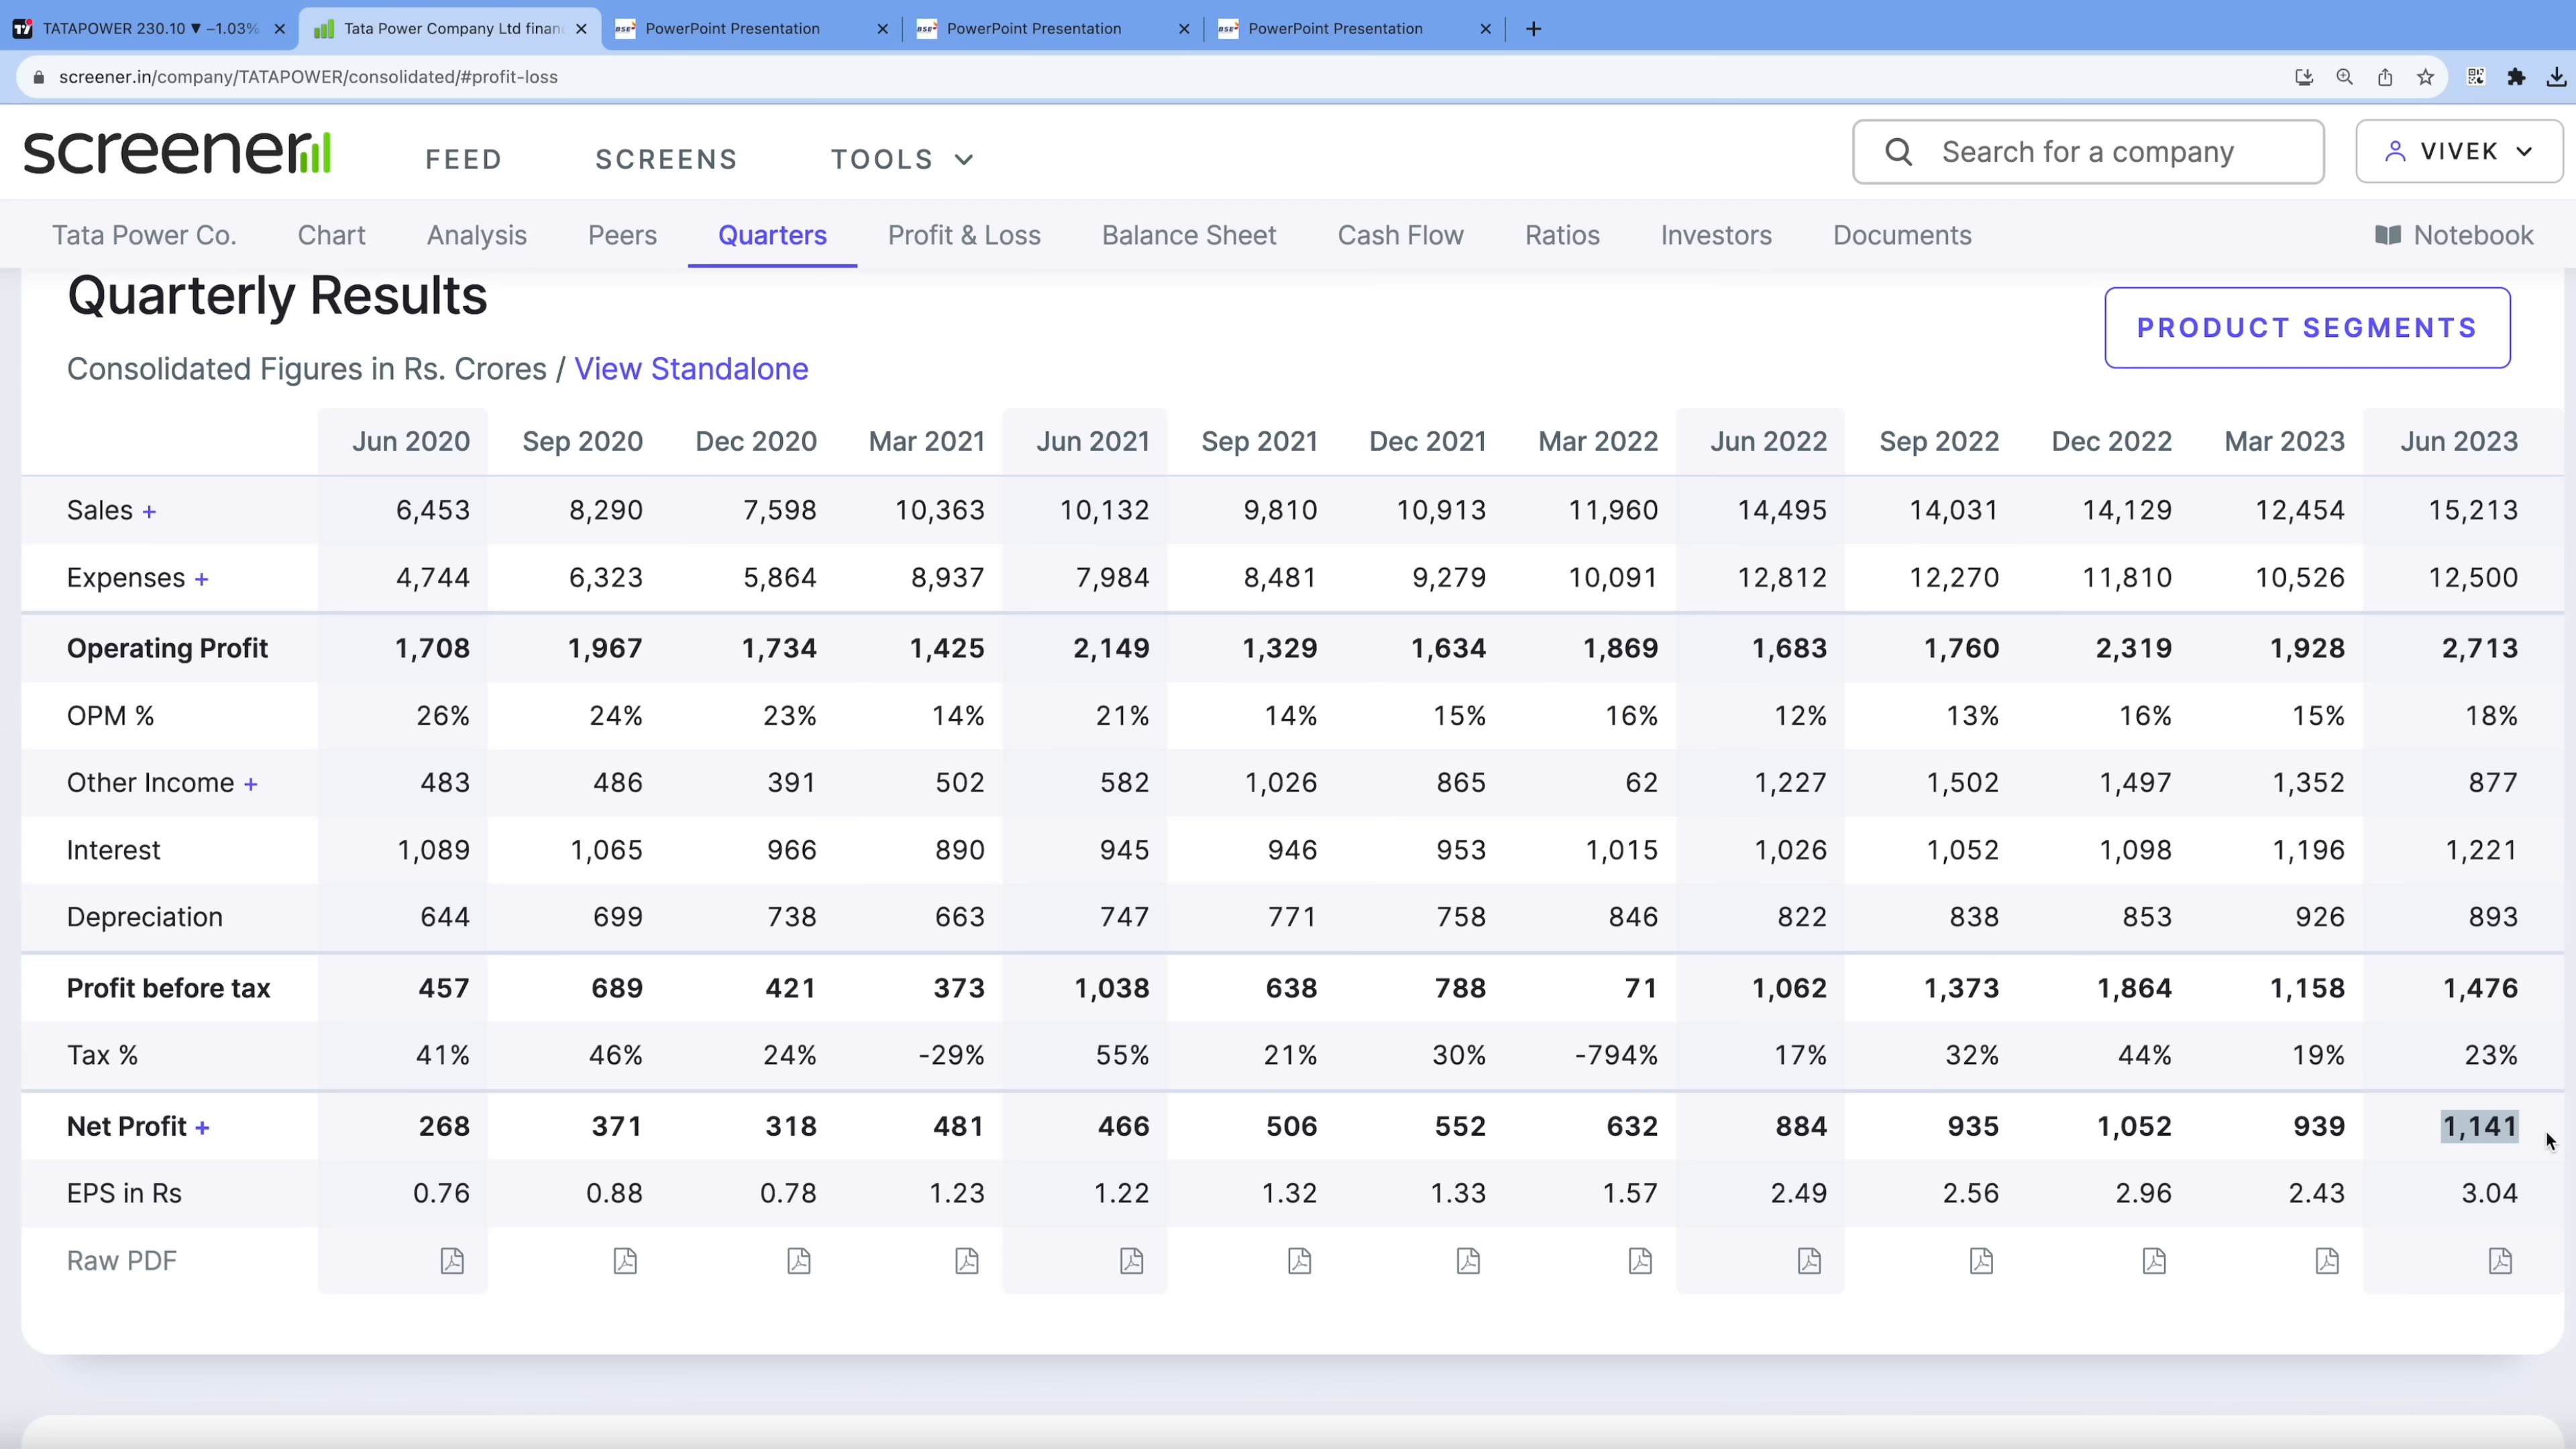 TATAPOWER 230.10 ▼ −1.03% Tata Power Company Ltd finan PowerPoint Presentation PowerPoint Presentation PowerPoint Presentation
screener.in/company/TATAPOWER/consolidated/#profit-loss
screener FEED SCREENS TOOLS Search for a company VIVEK
Tata Power Co. Chart Analysis Peers Quarters Profit & Loss Balance Sheet Cash Flow Ratios Investors Documents Notebook
Quarterly Results
PRODUCT SEGMENTS
Consolidated Figures in Rs. Crores / View Standalone
Jun 2020 Sep 2020 Dec 2020 Mar 2021 Jun 2021 Sep 2021 Dec 2021 Mar 2022 Jun 2022 Sep 2022 Dec 2022 Mar 2023 Jun 2023
Sales + 6,453 8,290 7,598 10,363 10,132 9,810 10,913 11,960 14,495 14,031 14,129 12,454 15,213
Expenses + 4,744 6,323 5,864 8,937 7,984 8,481 9,279 10,091 12,812 12,270 11,810 10,526 12,500
Operating Profit 1,708 1,967 1,734 1,425 2,149 1,329 1,634 1,869 1,683 1,760 2,319 1,928 2,713
OPM % 26% 24% 23% 14% 21% 14% 15% 16% 12% 13% 16% 15% 18%
Other Income + 483 486 391 502 582 1,026 865 62 1,227 1,502 1,497 1,352 877
Interest 1,089 1,065 966 890 945 946 953 1,015 1,026 1,052 1,098 1,196 1,221
Depreciation 644 699 738 663 747 771 758 846 822 838 853 926 893
Profit before tax 457 689 421 373 1,038 638 788 71 1,062 1,373 1,864 1,158 1,476
Tax % 41% 46% 24% -29% 55% 21% 30% -794% 17% 32% 44% 19% 23%
Net Profit + 268 371 318 481 466 506 552 632 884 935 1,052 939 1,141
EPS in Rs 0.76 0.88 0.78 1.23 1.22 1.32 1.33 1.57 2.49 2.56 2.96 2.43 3.04
Raw PDF